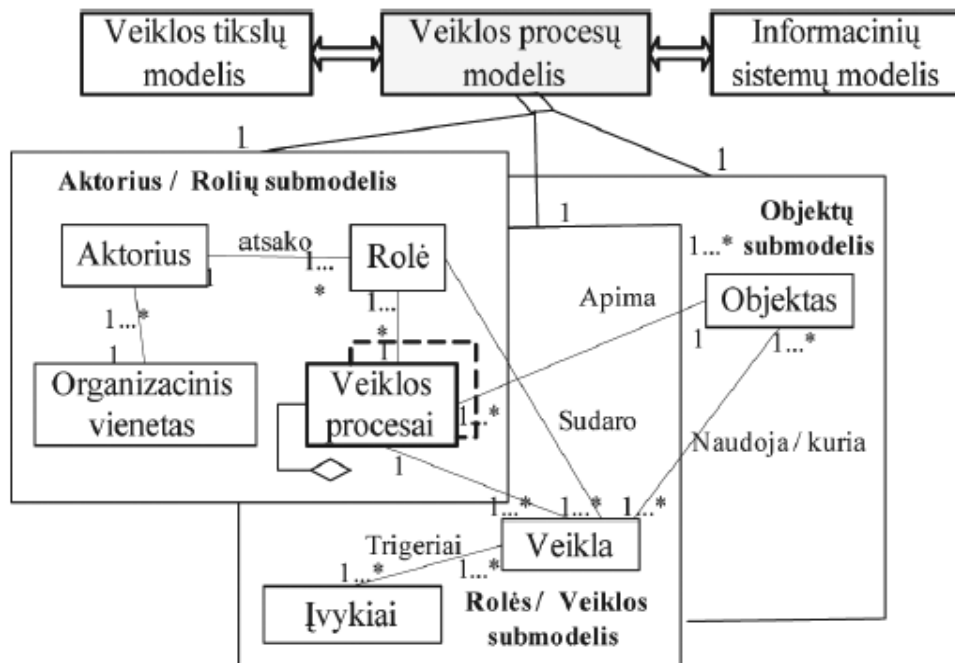 Veiklos tikslų
modelis
Veiklos procesų
modelis
Informacinių
sistemų modelis
1
1
1
Aktorius / Rolių submodelis
Objektų
1...* submodelis
Aktorius
atsako
Rolė
1
1...
*
Apima
Objektas
1...*
1
1...
*
1
1
1...*
Organizacinis
vienetas
Veiklos
procesai
1...*
Sudaro
Naudoja / kuria
1
1...*
1...*
1...*
Veikla
Trigeriai
1...*
1...*
Įvykiai
Rolės / Veiklos
submodelis